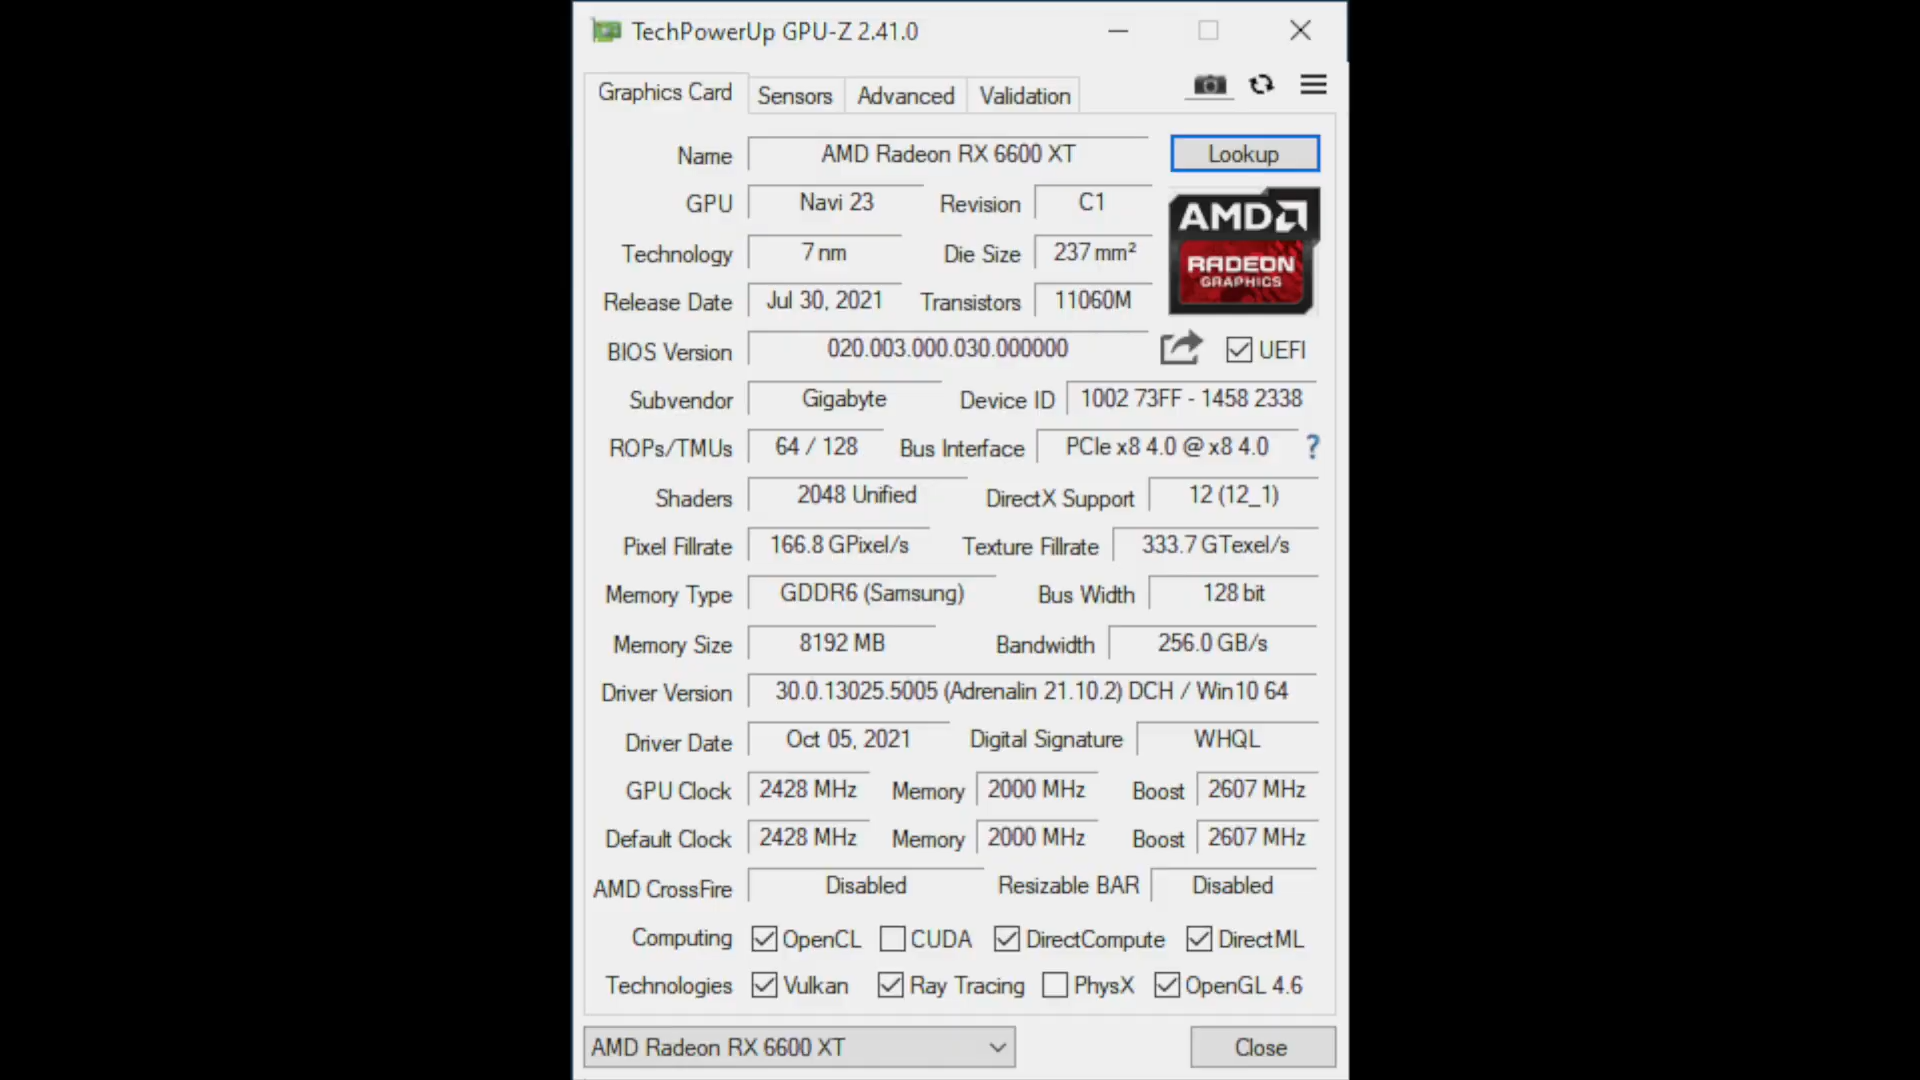 TechPowerUp GPU-Z 2.41.0
Graphics Card Sensors Advanced Validation
Name AMD Radeon RX 6600 XT Lookup
GPU Navi 23 Revision C1
AMD
RADEON
GRAPHICS
Technology 7 nm Die Size 237 mm²
Release Date Jul 30, 2021 Transistors 11060M
BIOS Version 020.003.000.030.000000 UEFI
Subvendor Gigabyte Device ID 1002 73FF - 1458 2338
ROPs/TMUs 64 / 128 Bus Interface PCIe x8 4.0 @ x8 4.0 ?
Shaders 2048 Unified DirectX Support 12 (12_1)
Pixel Fillrate 166.8 GPixel/s Texture Fillrate 333.7 GTexel/s
Memory Type GDDR6 (Samsung) Bus Width 128 bit
Memory Size 8192 MB Bandwidth 256.0 GB/s
Driver Version 30.0.13025.5005 (Adrenalin 21.10.2) DCH / Win10 64
Driver Date Oct 05, 2021 Digital Signature WHQL
GPU Clock 2428 MHz Memory 2000 MHz Boost 2607 MHz
Default Clock 2428 MHz Memory 2000 MHz Boost 2607 MHz
AMD CrossFire Disabled Resizable BAR Disabled
Computing OpenCL CUDA DirectCompute DirectML
Technologies Vulkan Ray Tracing PhysX OpenGL 4.6
AMD Radeon RX 6600 XT Close